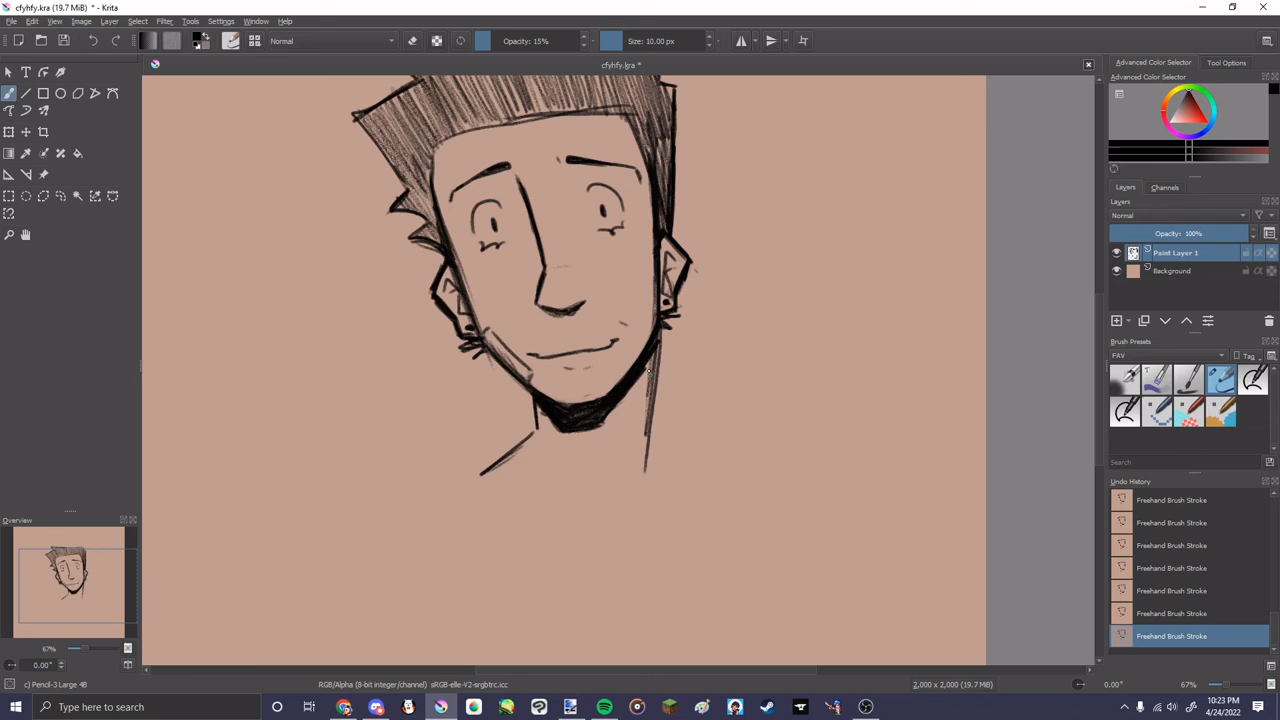 cfyhfy.kra (19.7 MiB) * - Krita
File Edit View Image Layer Select Filter Tools Settings Window Help
Normal Opacity: 15% Size: 10.00 px
cfyhfy.kra *
Advanced Color Selector Tool Options
Advanced Color Selector
Layers Channels
Layers
Normal
Opacity: 100%
Paint Layer 1
Background
Brush Presets
FAV Tag
Search
Undo History
Freehand Brush Stroke
Freehand Brush Stroke
Freehand Brush Stroke
Freehand Brush Stroke
Freehand Brush Stroke
Freehand Brush Stroke
Freehand Brush Stroke
Overview
67%
0.00°
c) Pencil-3 Large 4B RGB/Alpha (8-bit integer/channel) sRGB-elle-V2-srgbtrc.icc 2,000 x 2,000 (19.7 MiB) 0.00° 67%
Type here to search
10:23 PM
4/24/2022